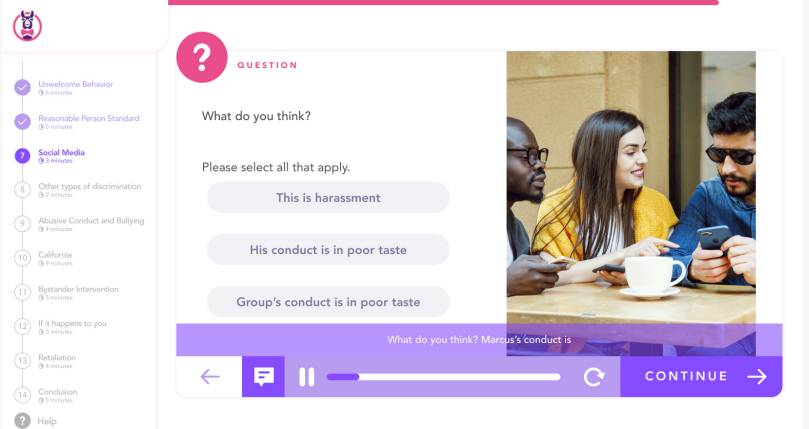 Unwelcome Behavior
6 minutes
Reasonable Person Standard
5 minutes
7
Social Media
3 minutes
8
Other types of discrimination
2 minutes
9
Abusive Conduct and Bullying
4 minutes
10
California
9 minutes
11
Bystander Intervention
5 minutes
12
If it happens to you
3 minutes
13
Retaliation
4 minutes
14
Conclusion
5 minutes
? Help
?
QUESTION
What do you think?
Please select all that apply.
This is harassment
His conduct is in poor taste
Group's conduct is in poor taste
What do you think? Marcus's conduct is
CONTINUE